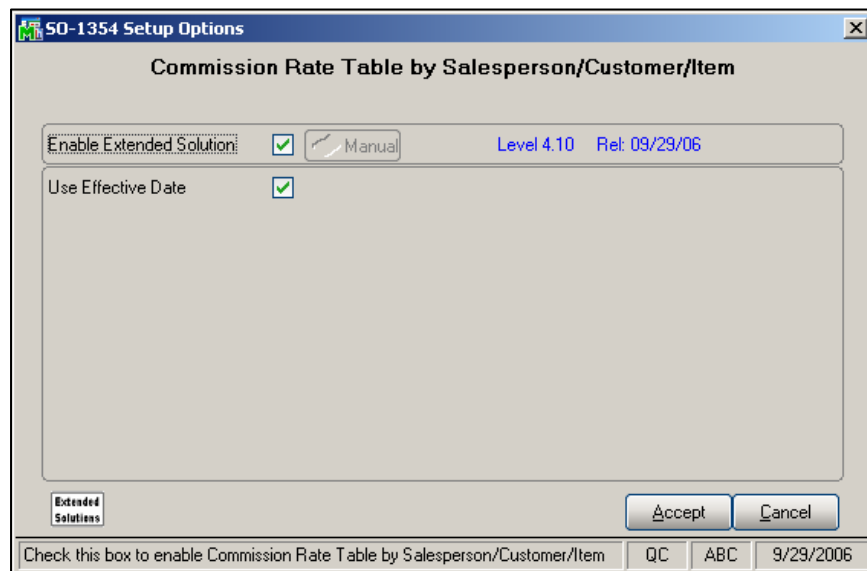 SO-1354 Setup Options
Commission Rate Table by Salesperson/Customer/Item
Enable Extended Solution Manual Level 4.10 Rel: 09/29/06
Use Effective Date
Extended
Solutions
Accept Cancel
Check this box to enable Commission Rate Table by Salesperson/Customer/Item QC ABC 9/29/2006